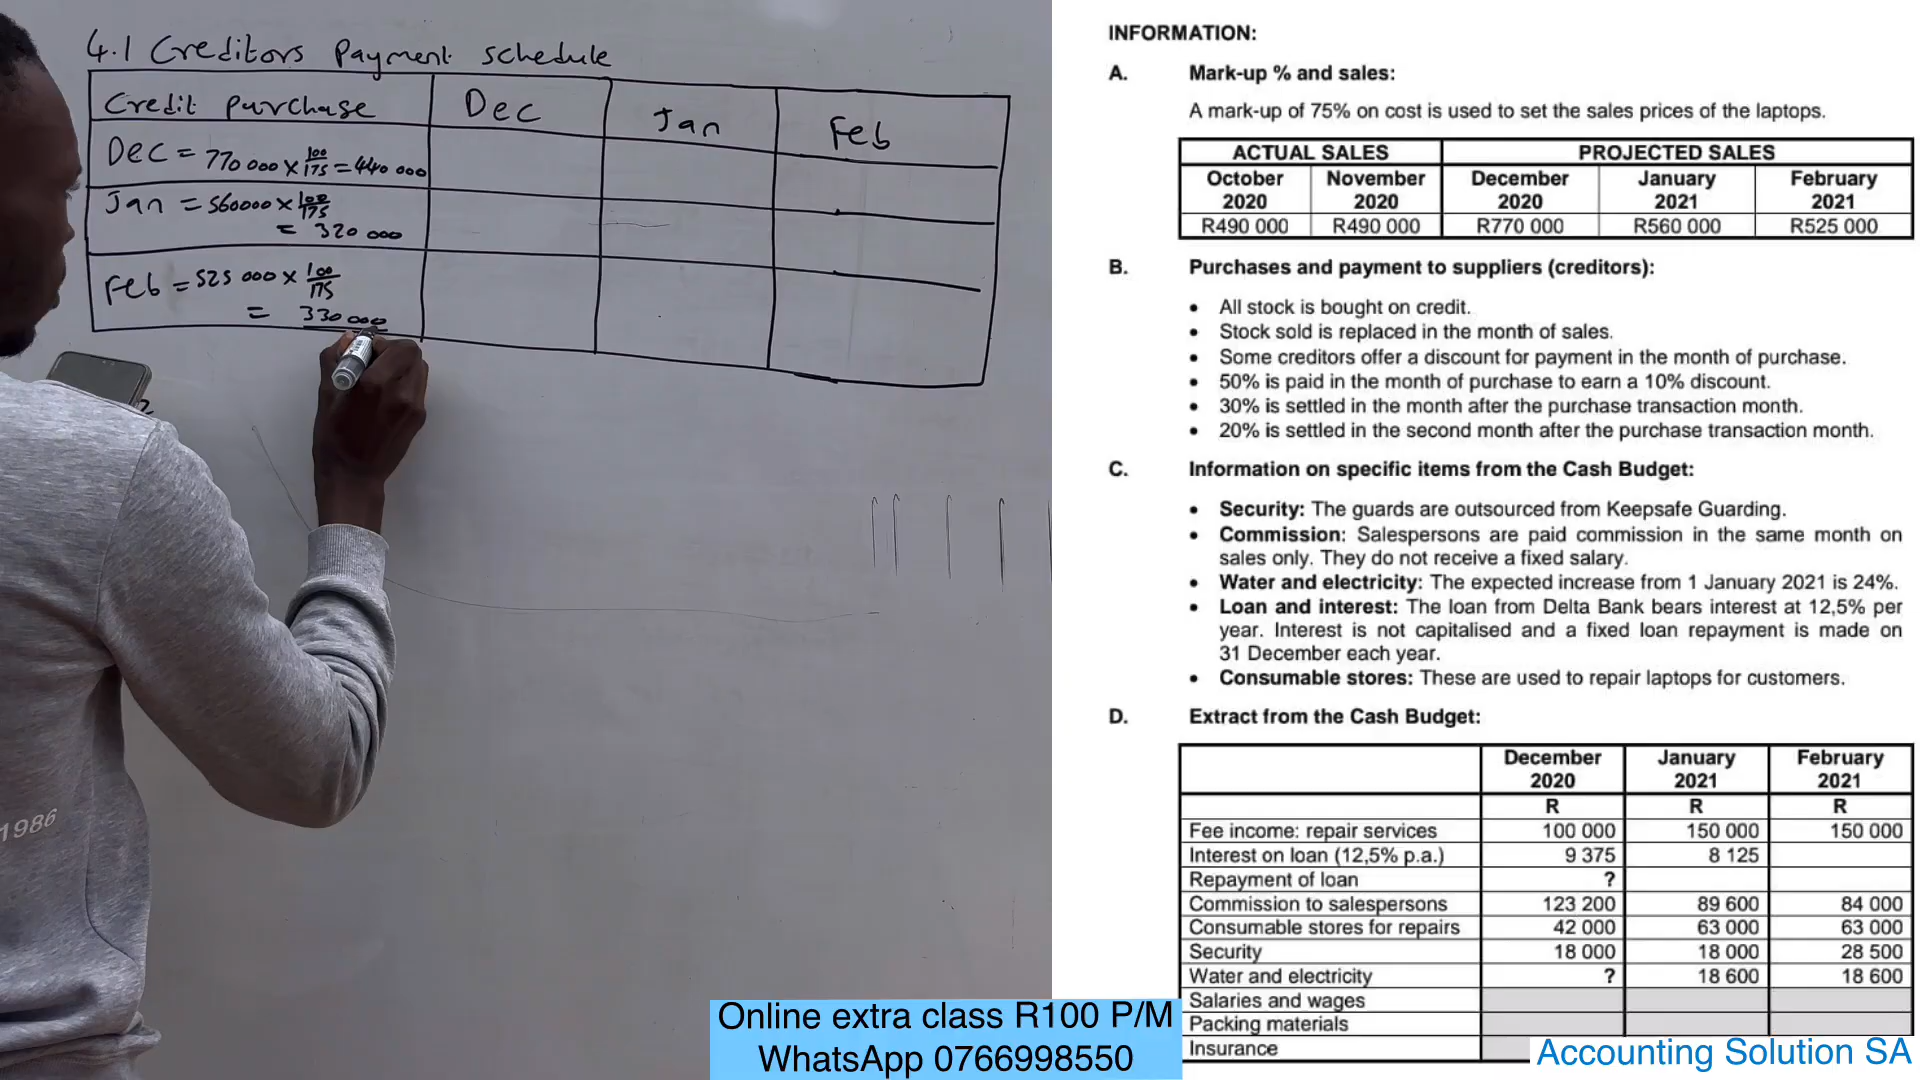 4.1 Creditors Payment Schedule
Credit Purchase Dec Jan Feb
Dec = 770 000 × 100/175 = 440 000
Jan = 560000 × 100/175
= 320 000
Feb = 525 000 × 100/175
= 330 000
1986
INFORMATION:
A. Mark-up % and sales:
A mark-up of 75% on cost is used to set the sales prices of the laptops.
ACTUAL SALES PROJECTED SALES
October 2020 November 2020 December 2020 January 2021 February 2021
R490 000 R490 000 R770 000 R560 000 R525 000
B. Purchases and payment to suppliers (creditors):
• All stock is bought on credit.
• Stock sold is replaced in the month of sales.
• Some creditors offer a discount for payment in the month of purchase.
• 50% is paid in the month of purchase to earn a 10% discount.
• 30% is settled in the month after the purchase transaction month.
• 20% is settled in the second month after the purchase transaction month.
C. Information on specific items from the Cash Budget:
• Security: The guards are outsourced from Keepsafe Guarding.
• Commission: Salespersons are paid commission in the same month on
sales only. They do not receive a fixed salary.
• Water and electricity: The expected increase from 1 January 2021 is 24%.
• Loan and interest: The loan from Delta Bank bears interest at 12,5% per
year. Interest is not capitalised and a fixed loan repayment is made on
31 December each year.
• Consumable stores: These are used to repair laptops for customers.
D. Extract from the Cash Budget:
December 2020 January 2021 February 2021
R R R
Fee income: repair services 100 000 150 000 150 000
Interest on loan (12,5% p.a.) 9 375 8 125
Repayment of loan ?
Commission to salespersons 123 200 89 600 84 000
Consumable stores for repairs 42 000 63 000 63 000
Security 18 000 18 000 28 500
Water and electricity ? 18 600 18 600
Salaries and wages
Packing materials
Insurance
Online extra class R100 P/M
WhatsApp 0766998550
Accounting Solution SA